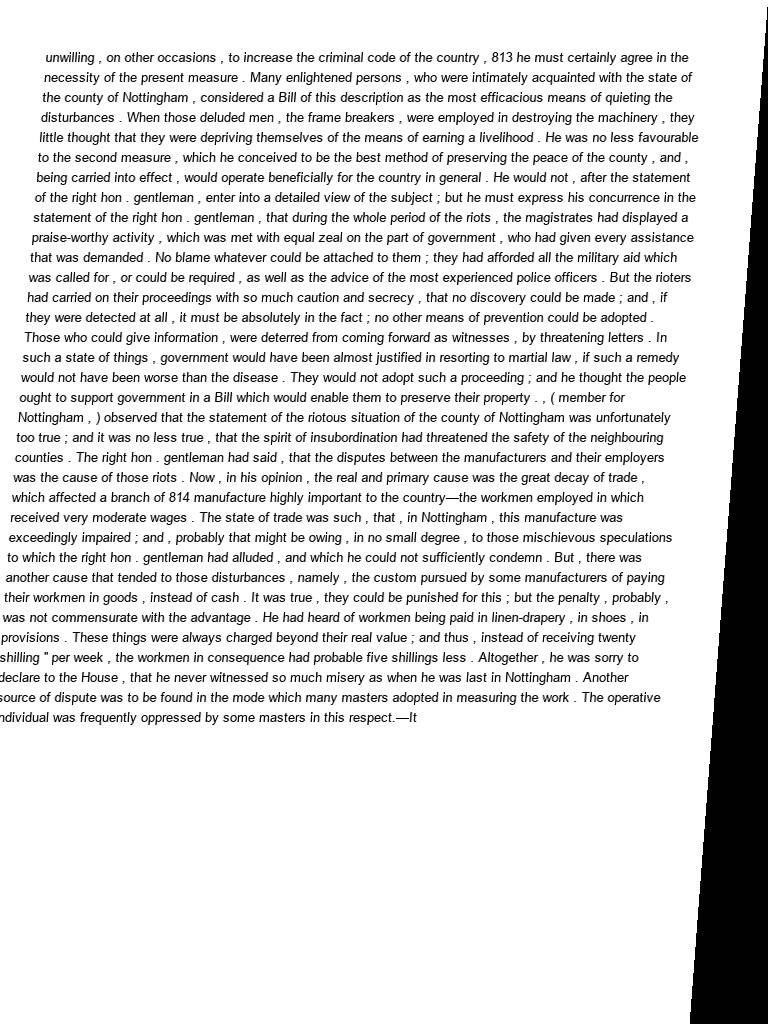 unwilling , on other occasions , to increase the criminal code of the country , 813 he must certainly agree in the
necessity of the present measure . Many enlightened persons , who were intimately acquainted with the state of
the county of Nottingham , considered a Bill of this description as the most efficacious means of quieting the
disturbances . When those deluded men , the frame breakers , were employed in destroying the machinery , they
little thought that they were depriving themselves of the means of earning a livelihood . He was no less favourable
to the second measure , which he conceived to be the best method of preserving the peace of the county , and ,
being carried into effect , would operate beneficially for the country in general . He would not , after the statement
of the right hon . gentleman , enter into a detailed view of the subject ; but he must express his concurrence in the
statement of the right hon . gentleman , that during the whole period of the riots , the magistrates had displayed a
praise-worthy activity , which was met with equal zeal on the part of government , who had given every assistance
that was demanded . No blame whatever could be attached to them ; they had afforded all the military aid which
was called for , or could be required , as well as the advice of the most experienced police officers . But the rioters
had carried on their proceedings with so much caution and secrecy , that no discovery could be made ; and , if
they were detected at all , it must be absolutely in the fact ; no other means of prevention could be adopted .
Those who could give information , were deterred from coming forward as witnesses , by threatening letters . In
such a state of things , government would have been almost justified in resorting to martial law , if such a remedy
would not have been worse than the disease . They would not adopt such a proceeding ; and he thought the people
ought to support government in a Bill which would enable them to preserve their property . , ( member for
Nottingham , ) observed that the statement of the riotous situation of the county of Nottingham was unfortunately
too true ; and it was no less true , that the spirit of insubordination had threatened the safety of the neighbouring
counties . The right hon . gentleman had said , that the disputes between the manufacturers and their employers
was the cause of those riots . Now , in his opinion , the real and primary cause was the great decay of trade ,
which affected a branch of 814 manufacture highly important to the country—the workmen employed in which
received very moderate wages . The state of trade was such , that , in Nottingham , this manufacture was
exceedingly impaired ; and , probably that might be owing , in no small degree , to those mischievous speculations
to which the right hon . gentleman had alluded , and which he could not sufficiently condemn . But , there was
another cause that tended to those disturbances , namely , the custom pursued by some manufacturers of paying
their workmen in goods , instead of cash . It was true , they could be punished for this ; but the penalty , probably ,
was not commensurate with the advantage . He had heard of workmen being paid in linen-drapery , in shoes , in
provisions . These things were always charged beyond their real value ; and thus , instead of receiving twenty
shilling " per week , the workmen in consequence had probable five shillings less . Altogether , he was sorry to
declare to the House , that he never witnessed so much misery as when he was last in Nottingham . Another
source of dispute was to be found in the mode which many masters adopted in measuring the work . The operative
ndividual was frequently oppressed by some masters in this respect.—It